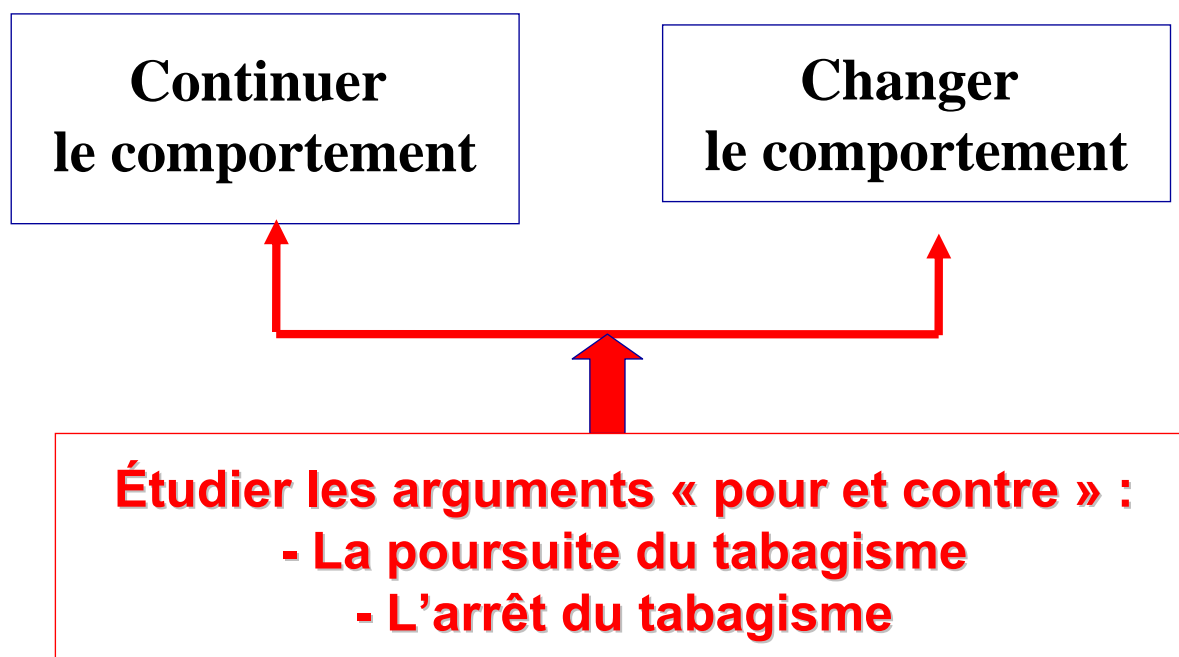 Continuer
le comportement
Changer
le comportement
Étudier les arguments « pour et contre » :
- La poursuite du tabagisme
- L’arrêt du tabagisme